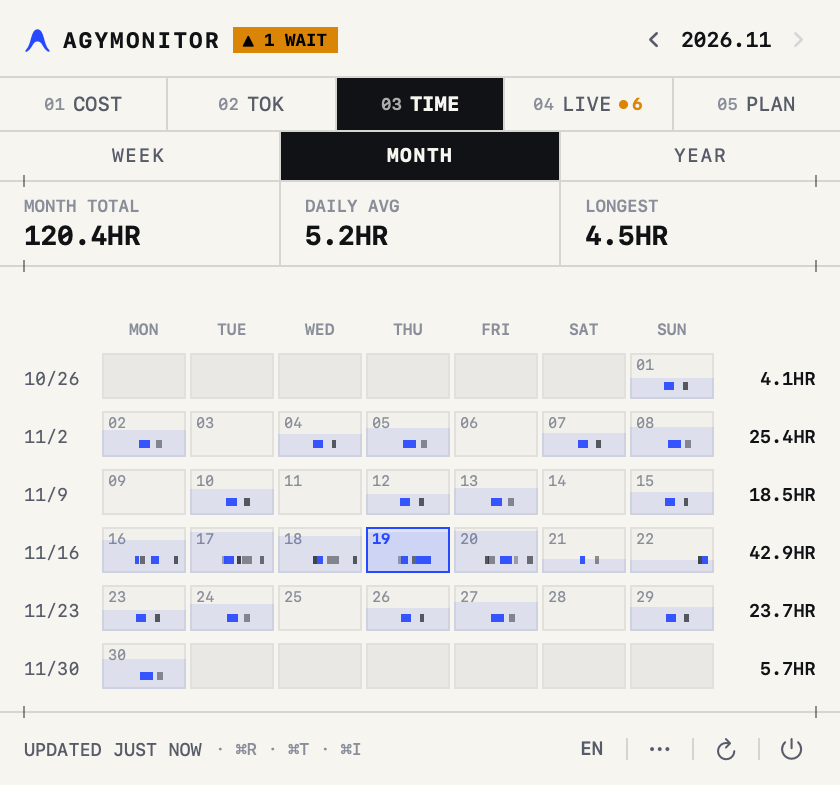 AGYMONITOR ▲ 1 WAIT 2026.11
01 COST 02 TOK 03 TIME 04 LIVE ●6 05 PLAN
WEEK MONTH YEAR
MONTH TOTAL DAILY AVG LONGEST
120.4HR 5.2HR 4.5HR
MON TUE WED THU FRI SAT SUN
10/26 01 4.1HR
11/2 02 03 04 05 06 07 08 25.4HR
11/9 09 10 11 12 13 14 15 18.5HR
11/16 16 17 18 19 20 21 22 42.9HR
11/23 23 24 25 26 27 28 29 23.7HR
11/30 30 5.7HR
UPDATED JUST NOW · ⌘R · ⌘T · ⌘I EN ···